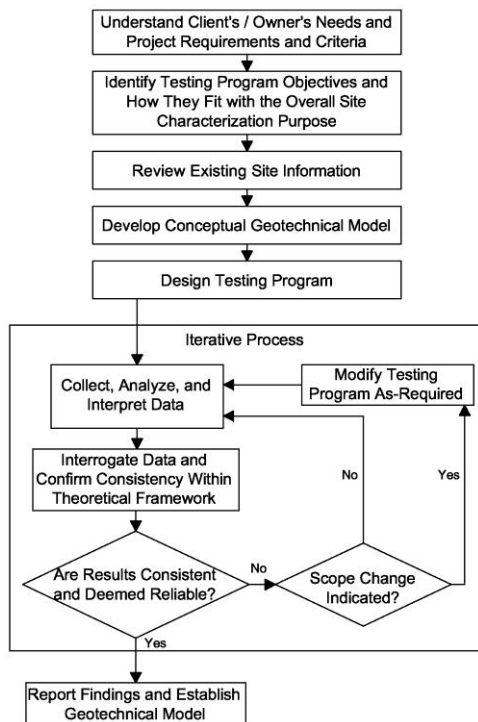 Understand Client's / Owner's Needs and
Project Requirements and Criteria
Identify Testing Program Objectives and
How They Fit with the Overall Site
Characterization Purpose
Review Existing Site Information
Develop Conceptual Geotechnical Model
Design Testing Program
Iterative Process
Collect, Analyze, and
Interpret Data
Modify Testing
Program As-Required
Interrogate Data and
Confirm Consistency Within
Theoretical Framework
No
Yes
Are Results Consistent
and Deemed Reliable?
No
Scope Change
Indicated?
Yes
Report Findings and Establish
Geotechnical Model